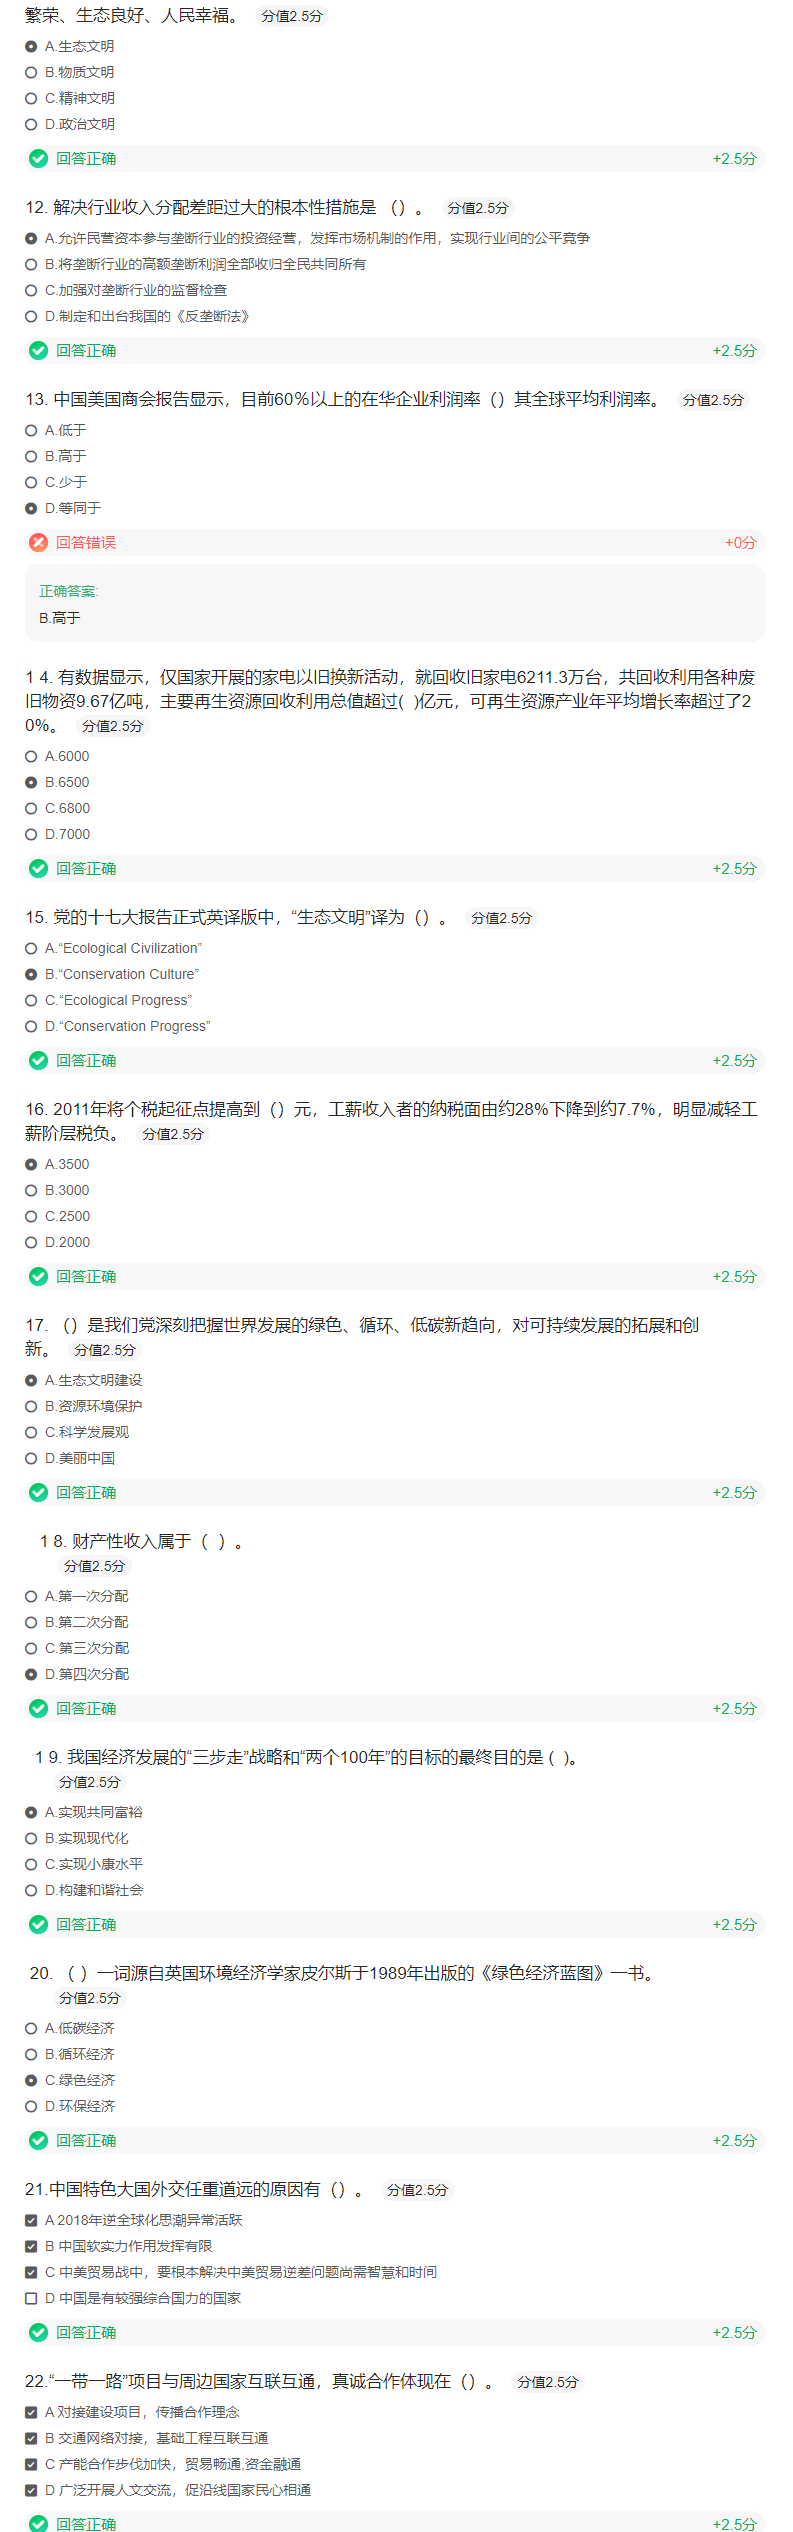 繁荣、生态良好、人民幸福。 分值2.5分
A.生态文明
B.物质文明
C.精神文明
D.政治文明
回答正确 +2.5分
12. 解决行业收入分配差距过大的根本性措施是 （）。 分值2.5分
A.允许民营资本参与垄断行业的投资经营，发挥市场机制的作用，实现行业间的公平竞争
B.将垄断行业的高额垄断利润全部收归全民共同所有
C.加强对垄断行业的监督检查
D.制定和出台我国的《反垄断法》
回答正确 +2.5分
13. 中国美国商会报告显示，目前60%以上的在华企业利润率（）其全球平均利润率。 分值2.5分
A.低于
B.高于
C.少于
D.等同于
回答错误 +0分
正确答案:
B.高于
1 4. 有数据显示，仅国家开展的家电以旧换新活动，就回收旧家电6211.3万台，共回收利用各种废
旧物资9.67亿吨，主要再生资源回收利用总值超过( )亿元，可再生资源产业年平均增长率超过了2
0%。 分值2.5分
A.6000
B.6500
C.6800
D.7000
回答正确 +2.5分
15. 党的十七大报告正式英译版中，“生态文明”译为（）。 分值2.5分
A.“Ecological Civilization”
B.“Conservation Culture”
C.“Ecological Progress”
D.“Conservation Progress”
回答正确 +2.5分
16. 2011年将个税起征点提高到（）元，工薪收入者的纳税面由约28%下降到约7.7%，明显减轻工
薪阶层税负。 分值2.5分
A.3500
B.3000
C.2500
D.2000
回答正确 +2.5分
17. （）是我们党深刻把握世界发展的绿色、循环、低碳新趋向，对可持续发展的拓展和创
新。 分值2.5分
A.生态文明建设
B.资源环境保护
C.科学发展观
D.美丽中国
回答正确 +2.5分
1 8. 财产性收入属于（ ）。
分值2.5分
A.第一次分配
B.第二次分配
C.第三次分配
D.第四次分配
回答正确 +2.5分
1 9. 我国经济发展的“三步走”战略和“两个100年”的目标的最终目的是 ( )。
分值2.5分
A.实现共同富裕
B.实现现代化
C.实现小康水平
D.构建和谐社会
回答正确 +2.5分
20. （ ）一词源自英国环境经济学家皮尔斯于1989年出版的《绿色经济蓝图》一书。
分值2.5分
A.低碳经济
B.循环经济
C.绿色经济
D.环保经济
回答正确 +2.5分
21.中国特色大国外交任重道远的原因有（）。 分值2.5分
A 2018年逆全球化思潮异常活跃
B 中国软实力作用发挥有限
C 中美贸易战中，要根本解决中美贸易逆差问题尚需智慧和时间
D 中国是有较强综合国力的国家
回答正确 +2.5分
22.“一带一路”项目与周边国家互联互通，真诚合作体现在（）。 分值2.5分
A 对接建设项目，传播合作理念
B 交通网络对接，基础工程互联互通
C 产能合作步伐加快，贸易畅通,资金融通
D 广泛开展人文交流，促沿线国家民心相通
回答正确 +2.5分